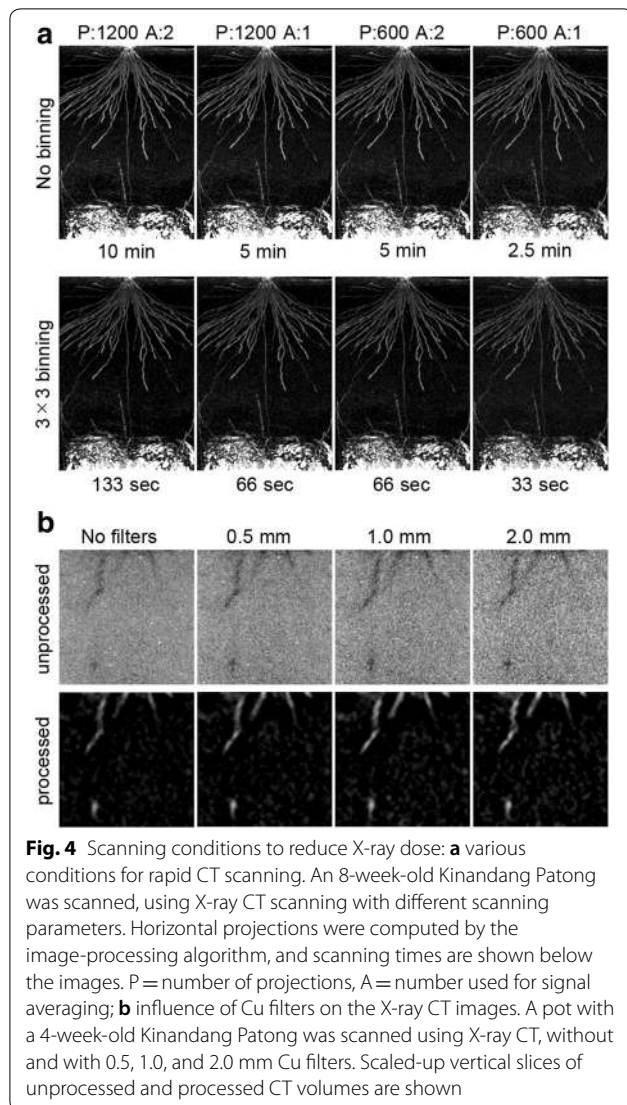 a
P:1200 A:2 P:1200 A:1 P:600 A:2 P:600 A:1
No binning
10 min 5 min 5 min 2.5 min
3 × 3 binning
133 sec 66 sec 66 sec 33 sec
b
No filters 0.5 mm 1.0 mm 2.0 mm
unprocessed
processed
Fig. 4 Scanning conditions to reduce X-ray dose: a various
conditions for rapid CT scanning. An 8-week-old Kinandang Patong
was scanned, using X-ray CT scanning with different scanning
parameters. Horizontal projections were computed by the
image-processing algorithm, and scanning times are shown below
the images. P = number of projections, A = number used for signal
averaging; b influence of Cu filters on the X-ray CT images. A pot with
a 4-week-old Kinandang Patong was scanned using X-ray CT, without
and with 0.5, 1.0, and 2.0 mm Cu filters. Scaled-up vertical slices of
unprocessed and processed CT volumes are shown